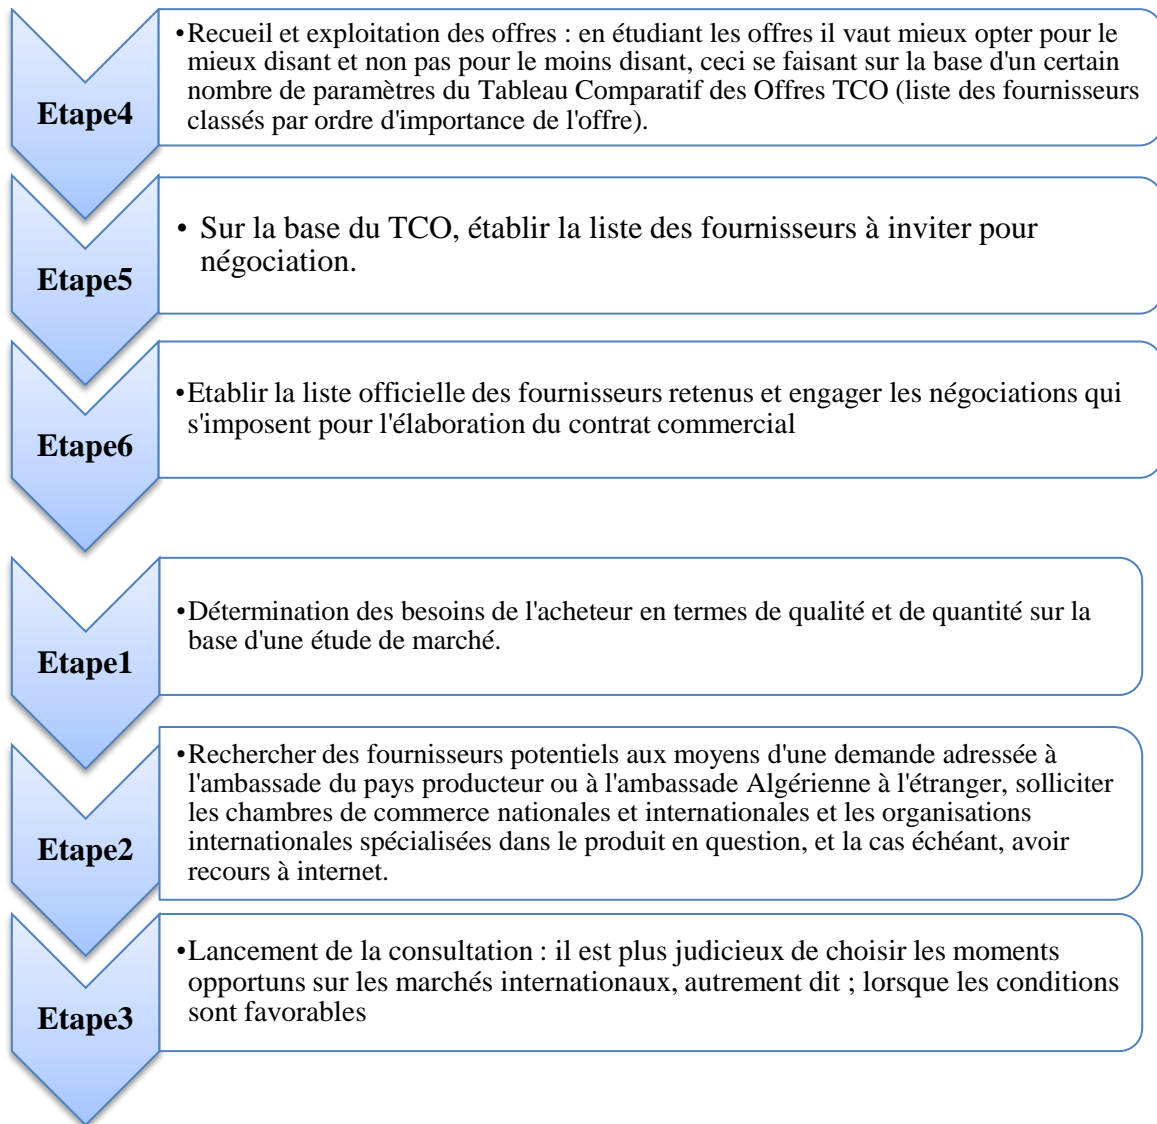 Etape4
•Recueil et exploitation des offres : en étudiant les offres il vaut mieux opter pour le
mieux disant et non pas pour le moins disant, ceci se faisant sur la base d'un certain
nombre de paramètres du Tableau Comparatif des Offres TCO (liste des fournisseurs
classés par ordre d'importance de l'offre).
Etape5
• Sur la base du TCO, établir la liste des fournisseurs à inviter pour
négociation.
Etape6
•Etablir la liste officielle des fournisseurs retenus et engager les négociations qui
s'imposent pour l'élaboration du contrat commercial
Etape1
•Détermination des besoins de l'acheteur en termes de qualité et de quantité sur la
base d'une étude de marché.
Etape2
•Rechercher des fournisseurs potentiels aux moyens d'une demande adressée à
l'ambassade du pays producteur ou à l'ambassade Algérienne à l'étranger, solliciter
les chambres de commerce nationales et internationales et les organisations
internationales spécialisées dans le produit en question, et la cas échéant, avoir
recours à internet.
Etape3
•Lancement de la consultation : il est plus judicieux de choisir les moments
opportuns sur les marchés internationaux, autrement dit ; lorsque les conditions
sont favorables